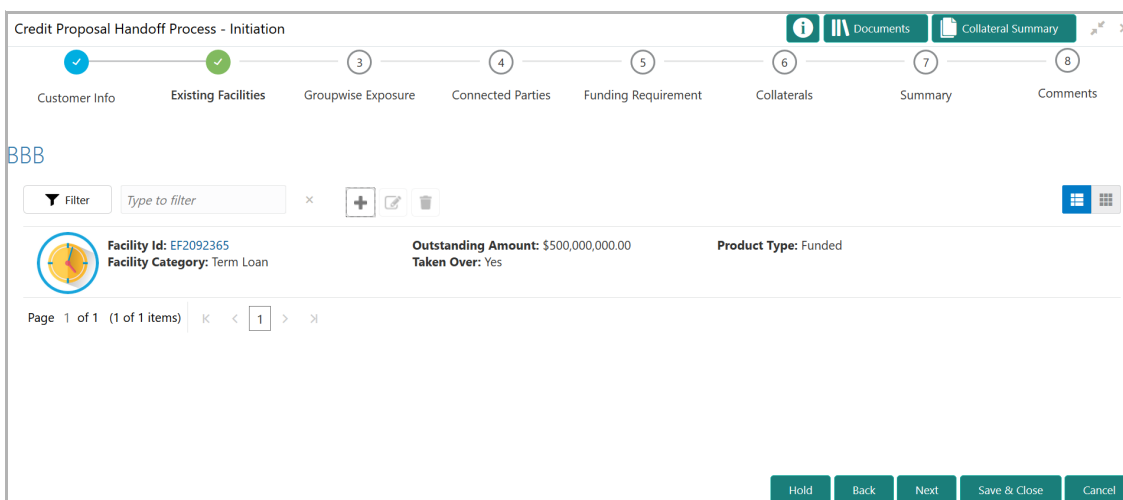 Credit Proposal Handoff Process - Initiation
i Documents Collateral Summary
3 4 5 6 7 8
Customer Info Existing Facilities Groupwise Exposure Connected Parties Funding Requirement Collaterals Summary Comments
BBB
Filter Type to filter
Facility Id: EF2092365 Outstanding Amount: $500,000,000.00 Product Type: Funded
Facility Category: Term Loan Taken Over: Yes
Page 1 of 1 (1 of 1 items) 1
Hold Back Next Save & Close Cancel